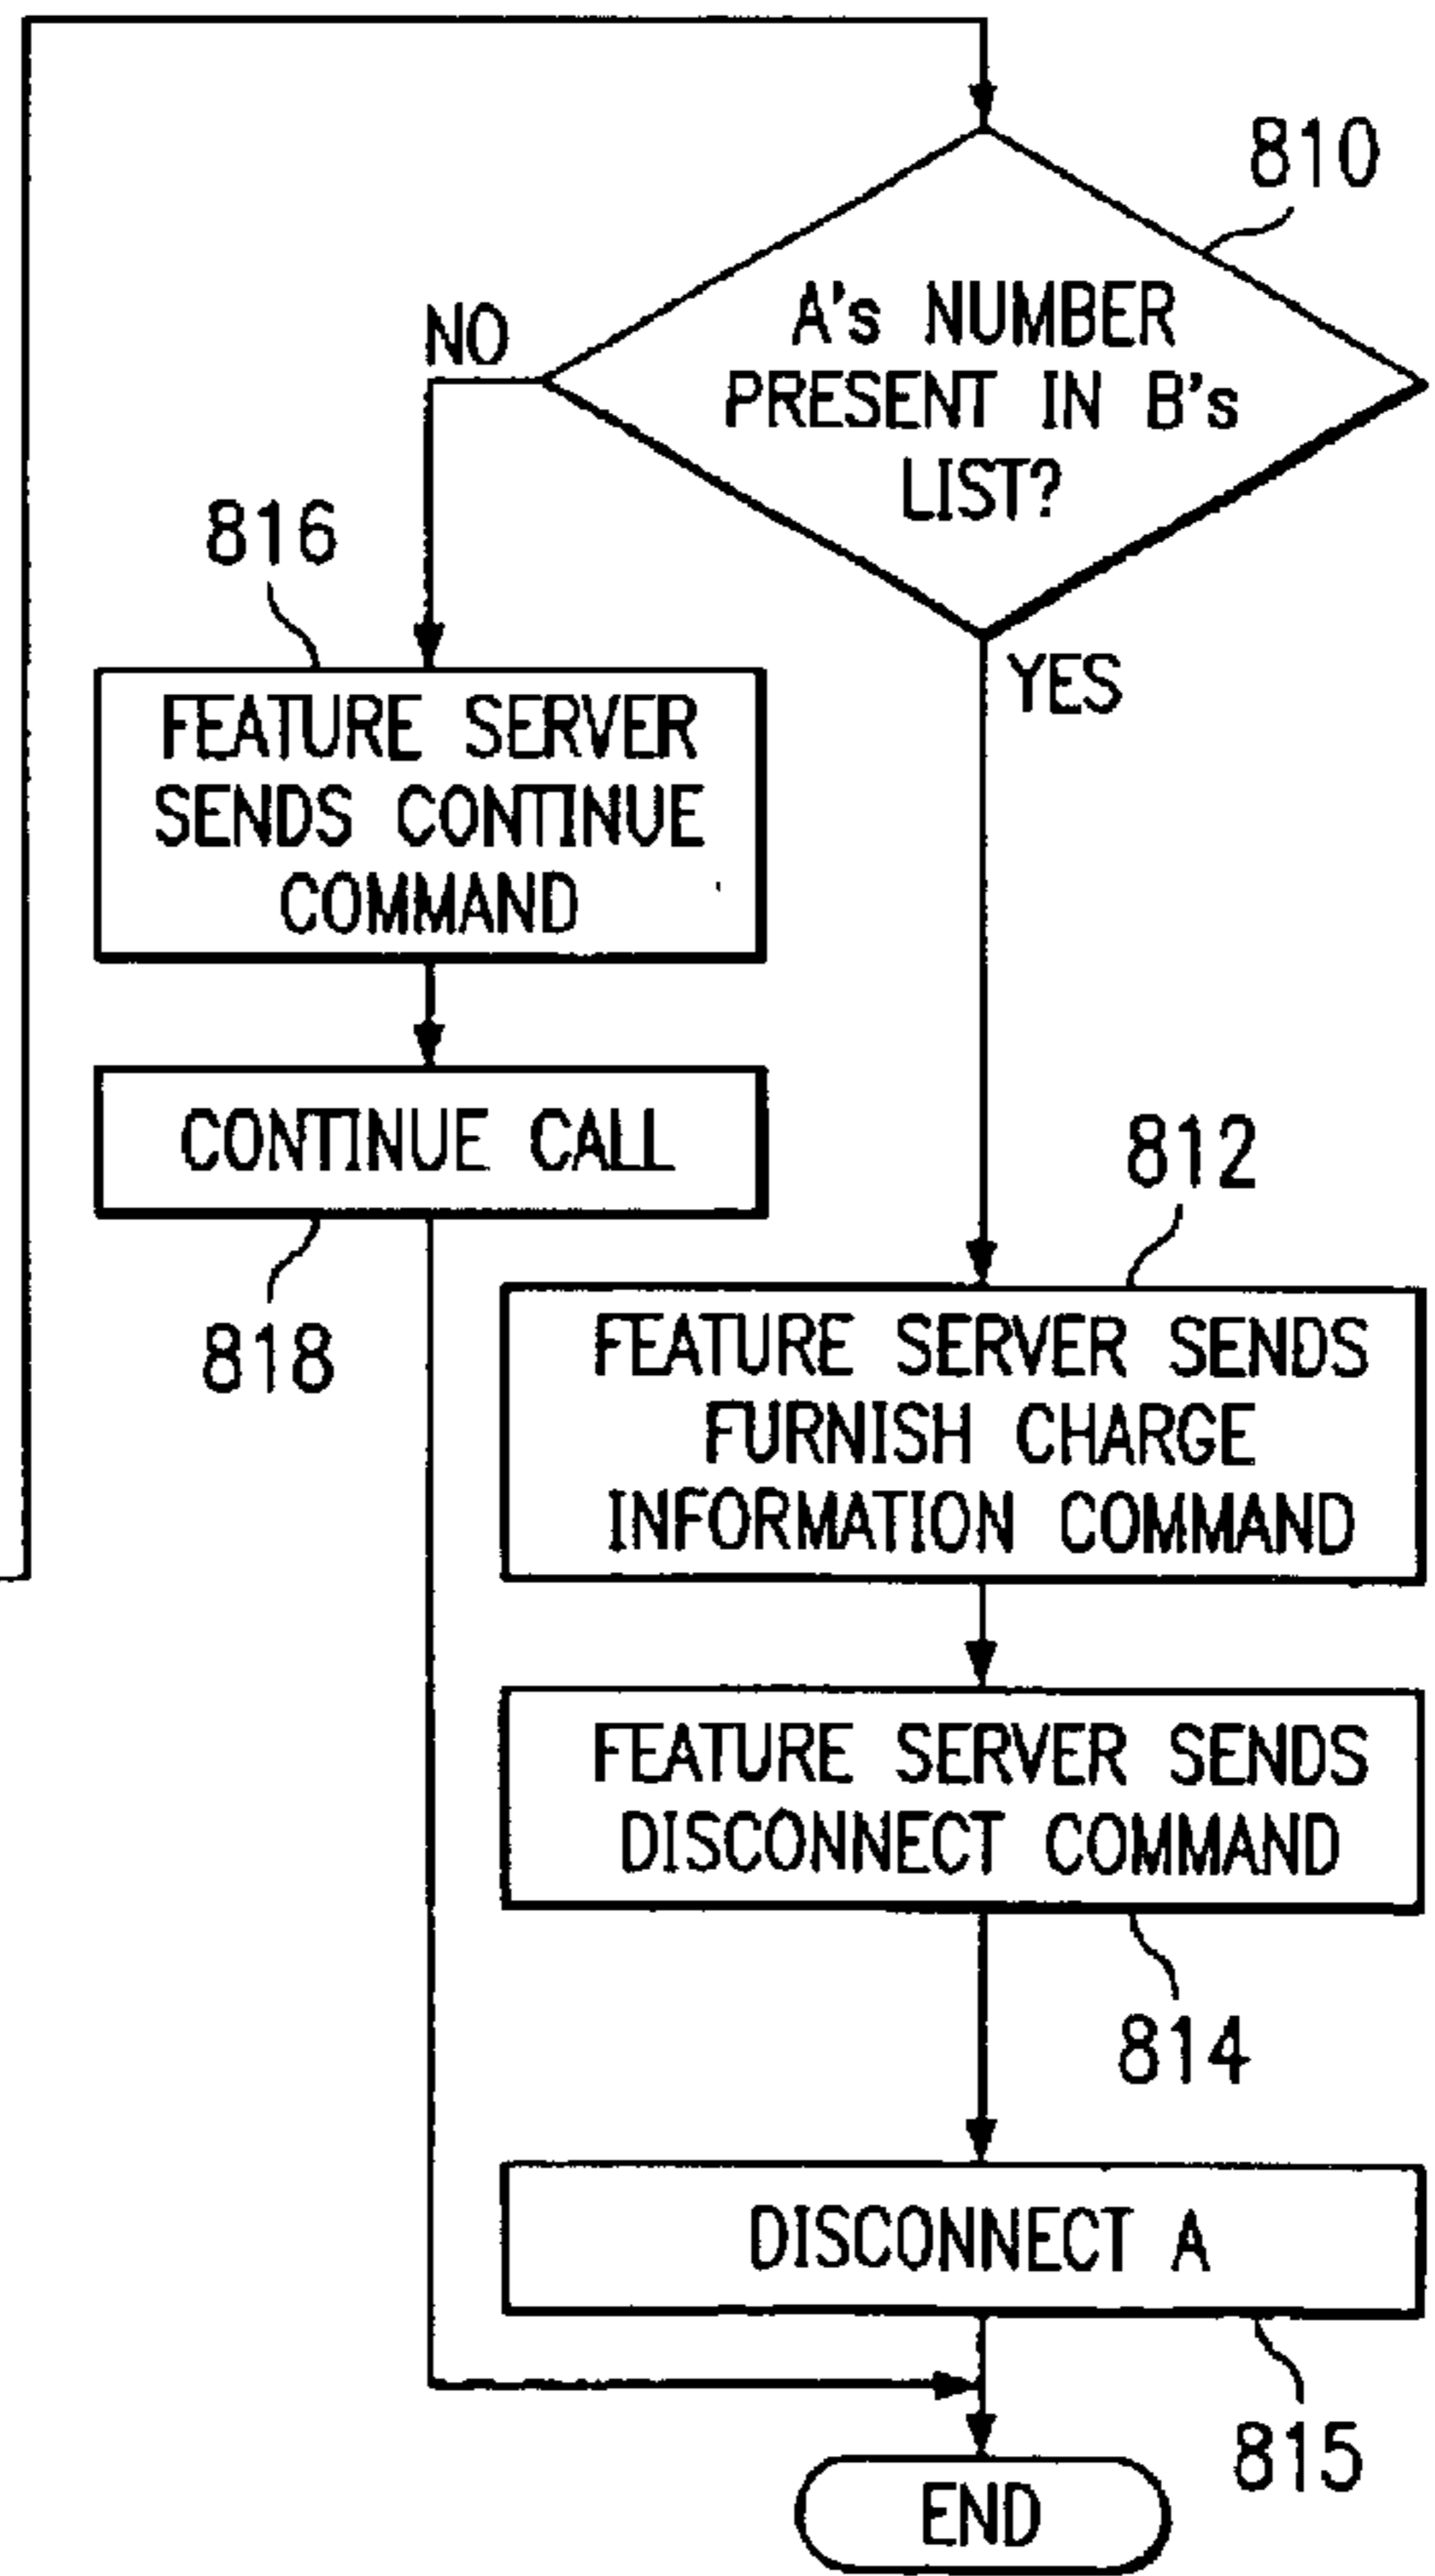 810
A's NUMBER
PRESENT IN B's
LIST?
NO
YES
816
FEATURE SERVER
SENDS CONTINUE
COMMAND
CONTINUE CALL
818
812
FEATURE SERVER SENDS
FURNISH CHARGE
INFORMATION COMMAND
FEATURE SERVER SENDS
DISCONNECT COMMAND
814
DISCONNECT A
815
END